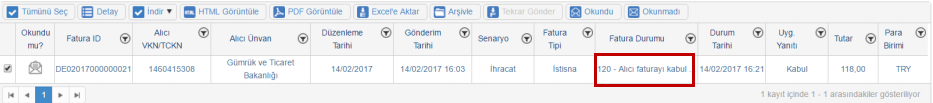 Tümünü Seç Detay İndir HTML Görüntüle PDF Görüntüle Excel'e Aktar Arşivle Tekrar Gönder Okundu Okunmadı
Okundu mu? Fatura ID Alıcı VKN/TCKN Alıcı Ünvan Düzenleme Tarihi Gönderim Tarihi Senaryo Fatura Tipi Fatura Durumu Durum Tarihi Uyg. Yanıtı Tutar Para Birimi
DE02017000000021 1460415308 Gümrük ve Ticaret Bakanlığı 14/02/2017 14/02/2017 16:03 İhracat İstisna 120 - Alıcı faturayı kabul .. 14/02/2017 16:21 Kabul 118,00 TRY
1
1 kayıt içinde 1 - 1 arasındakiler gösteriliyor